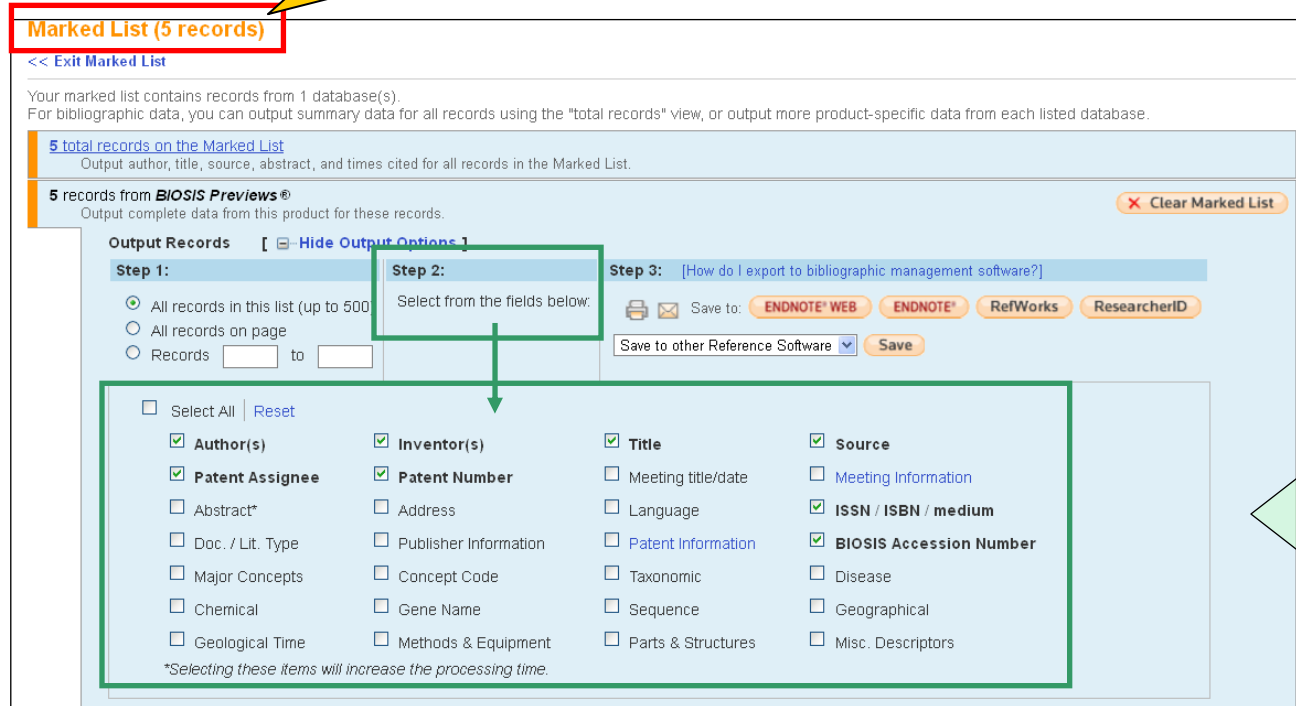 Marked List (5 records)
<< Exit Marked List
Your marked list contains records from 1 database(s).
For bibliographic data, you can output summary data for all records using the "total records" view, or output more product-specific data from each listed database.
5 total records on the Marked List
Output author, title, source, abstract, and times cited for all records in the Marked List.
5 records from BIOSIS Previews ®
Output complete data from this product for these records.
Clear Marked List
Output Records [ Hide Output Options ]
Step 1: Step 2: Step 3: [How do I export to bibliographic management software?]
All records in this list (up to 500) Select from the fields below: Save to: ENDNOTE® WEB ENDNOTE® RefWorks ResearcherID
All records on page
Records to Save to other Reference Software Save
Select All | Reset
Author(s) Inventor(s) Title Source
Patent Assignee Patent Number Meeting title/date Meeting Information
Abstract* Address Language ISSN / ISBN / medium
Doc. / Lit. Type Publisher Information Patent Information BIOSIS Accession Number
Major Concepts Concept Code Taxonomic Disease
Chemical Gene Name Sequence Geographical
Geological Time Methods & Equipment Parts & Structures Misc. Descriptors
*Selecting these items will increase the processing time.